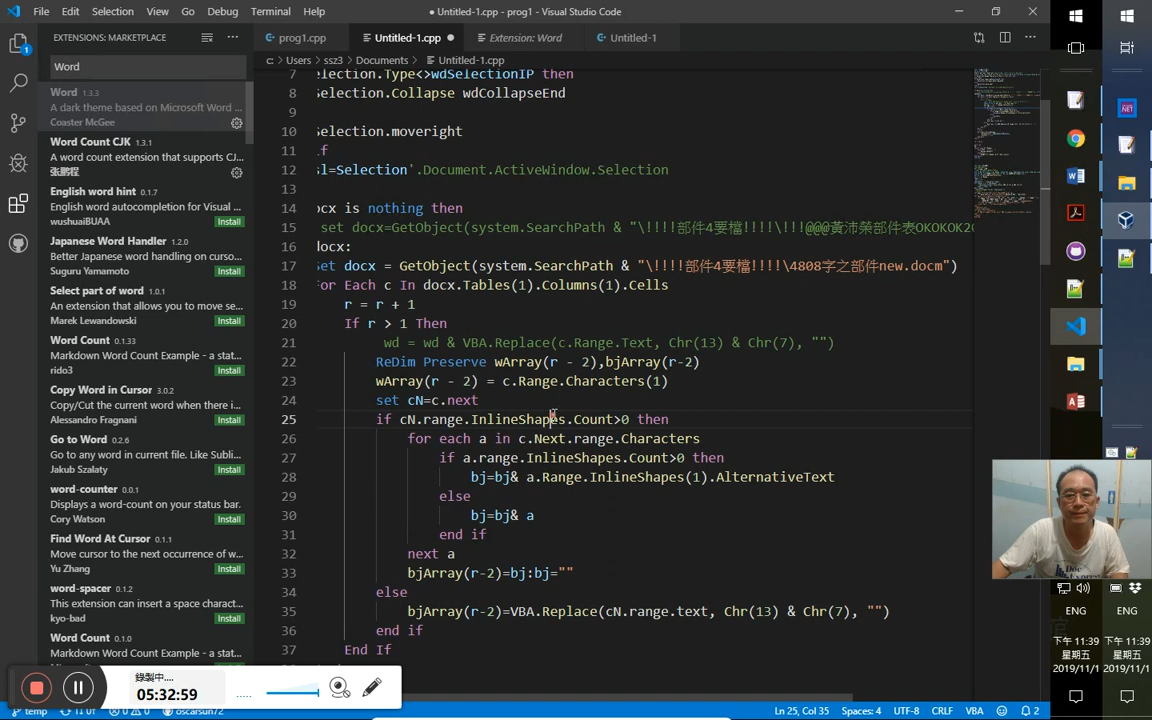 File Edit Selection View Go Debug Terminal Help
● Untitled-1.cpp - prog1 - Visual Studio Code
EXTENSIONS: MARKETPLACE
prog1.cpp
Untitled-1.cpp ●
Extension: Word
Untitled-1
c: > Users > ssz3 > Documents > Untitled-1.cpp
Word
Word 1.3.3
A dark theme based on Microsoft Word ...
Coaster McGee
Word Count CJK 1.3.1
A word count extension that supports CJ...
張鹏程
English word hint 0.1.7
English word autocompletion for Visual ...
wushuaiBUAA Install
Japanese Word Handler 1.2.0
Better Japanese word handling on curso...
Suguru Yamamoto Install
Select part of word 1.0.1
An extension that allows you to move se...
Marek Lewandowski Install
Word Count 0.1.33
Markdown Word Count Example - a stat...
rido3 Install
Copy Word in Cursor 3.0.2
Copy/Cut the current word when there i...
Alessandro Fragnani Install
Go to Word 0.3.1
Go to any word in current file. Like Subli...
Jakub Szalaty Install
word-counter 0.0.1
Displays a word-count on your status bar.
Cory Watson Install
Find Word At Cursor 0.1.1
Move cursor to the next occurrence of w...
Yu Zhang Install
word-spacer 0.1.2
This extension can insert a space charact...
kyo-bad Install
Word Count 0.1.0
Markdown Word Count Example - a stat...
7 election.Type<>wdSelectionIP then
8 Selection.Collapse wdCollapseEnd
9
10 selection.moveright
11 if
12 sl=Selection'.Document.ActiveWindow.Selection
13
14 ocx is nothing then
15 set docx=GetObject(system.SearchPath & "\!!!!部件4要檔!!!!\!!!@@@黃沛榮部件表OKOKOK20
16 docx:
17 Set docx = GetObject(system.SearchPath & "\!!!!部件4要檔!!!!\4808字之部件new.docm")
18 For Each c In docx.Tables(1).Columns(1).Cells
19 r = r + 1
20 If r > 1 Then
21 wd = wd & VBA.Replace(c.Range.Text, Chr(13) & Chr(7), "")
22 ReDim Preserve wArray(r - 2),bjArray(r-2)
23 wArray(r - 2) = c.Range.Characters(1)
24 set cN=c.next
25 if cN.range.InlineShapes.Count>0 then
26 for each a in c.Next.range.Characters
27 if a.range.InlineShapes.Count>0 then
28 bj=bj& a.Range.InlineShapes(1).AlternativeText
29 else
30 bj=bj& a
31 end if
32 next a
33 bjArray(r-2)=bj:bj=""
34 else
35 bjArray(r-2)=VBA.Replace(cN.range.text, Chr(13) & Chr(7), "")
36 end if
37 End If
錄製中....
05:32:59
temp
oscarsun72
Ln 25, Col 35 Spaces: 4 UTF-8 CRLF VBA 2
ENG ENG
下午 11:39 下午 11:39
星期五 星期五
2019/11/1 2019/11/1